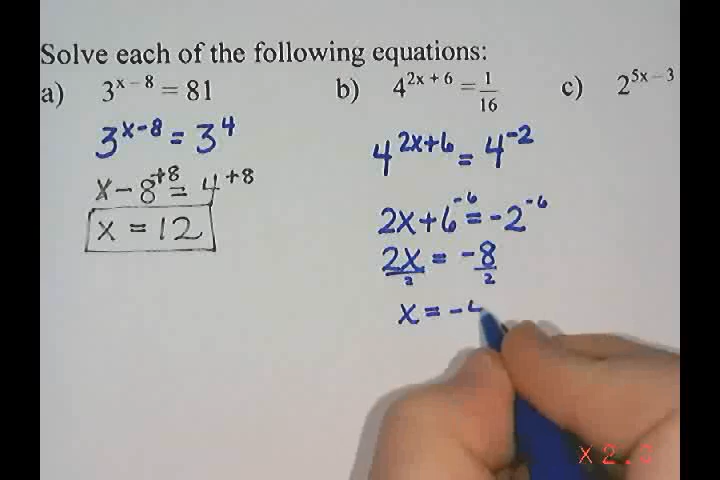 Solve each of the following equations:
a) 3^{x – 8} = 81
b) 4^{2x + 6} = 1/16
c) 2^{5x – 3}
3^{x-8} = 3^4
x - 8 +8 = 4 +8
x = 12
4^{2x+6} = 4^{-2}
2x + 6 -6 = -2 -6
2x/2 = -8/2
x = -4